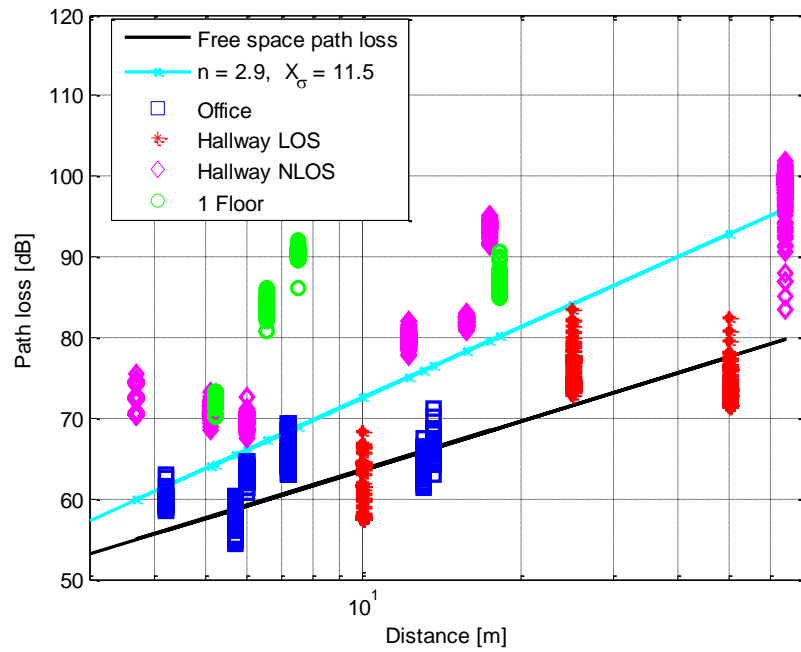 120
110
100
90
80
70
60
50
Path loss [dB]
Free space path loss
n = 2.9, Xσ = 11.5
Office
Hallway LOS
Hallway NLOS
1 Floor
10¹
Distance [m]